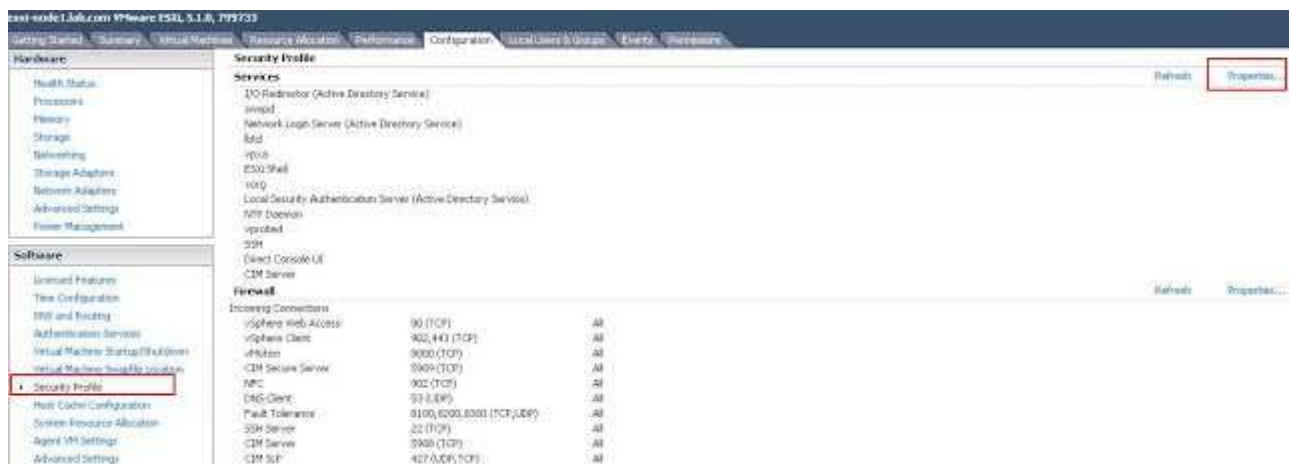 esxi-node1.lab.com VMware ESXi, 5.1.0, 799733
Getting Started Summary Virtual Machines Resource Allocation Performance Configuration Local Users & Groups Events Permissions
Hardware
Health Status
Processors
Memory
Storage
Networking
Storage Adapters
Network Adapters
Advanced Settings
Power Management
Software
Licensed Features
Time Configuration
DNS and Routing
Authentication Services
Virtual Machine Startup/Shutdown
Virtual Machine Swapfile Location
Security Profile
Host Cache Configuration
System Resource Allocation
Agent VM Settings
Advanced Settings
Security Profile
Services Refresh Properties...
I/O Redirector (Active Directory Service)
Network Login Server (Active Directory Service)
lbtd
vpxa
ESXi Shell
xorg
Local Security Authentication Server (Active Directory Service)
NTP Daemon
vprobed
SSH
Direct Console UI
CIM Server
Firewall Refresh Properties...
Incoming Connections
vSphere Web Access 80 (TCP) All
vSphere Client 902,443 (TCP) All
vMotion 8000 (TCP) All
CIM Secure Server 5989 (TCP) All
NFC 902 (TCP) All
DNS Client 53 (UDP) All
Fault Tolerance 8100,8200,8300 (TCP,UDP) All
SSH Server 22 (TCP) All
CIM Server 5988 (TCP) All
CIM SLP 427 (UDP,TCP) All